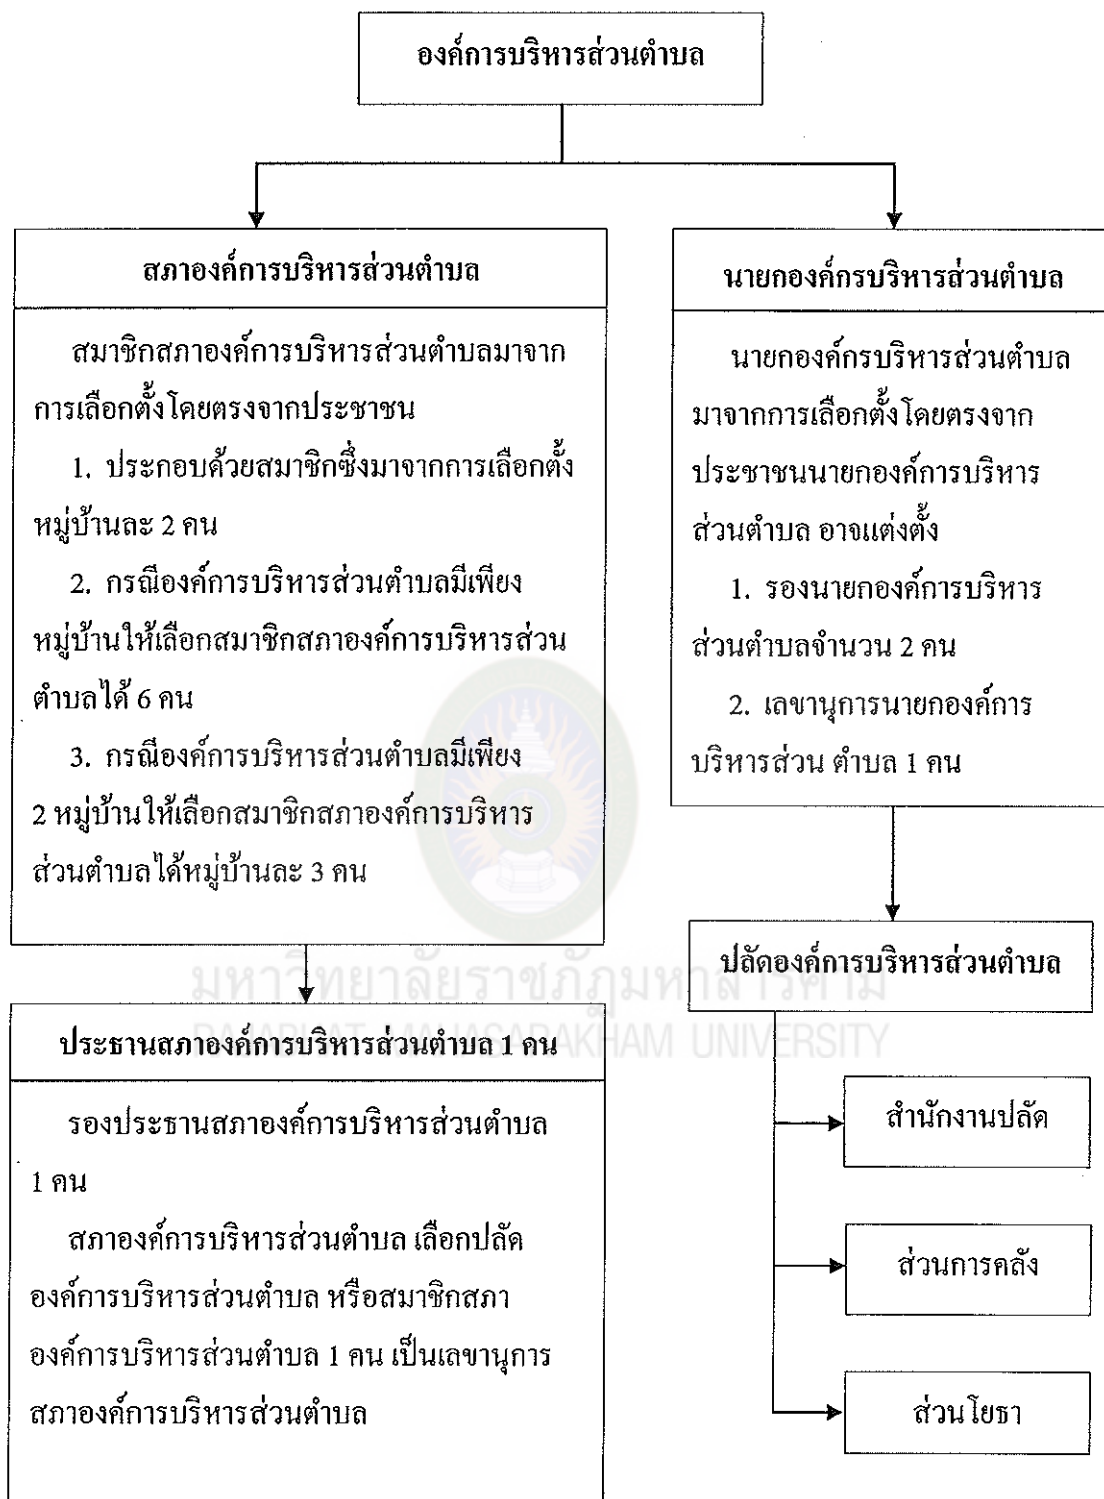 องค์การบริหารส่วนตำบล
สภาองค์การบริหารส่วนตำบล
สมาชิกสภาองค์การบริหารส่วนตำบลมาจาก
การเลือกตั้งโดยตรงจากประชาชน
1. ประกอบด้วยสมาชิกซึ่งมาจากการเลือกตั้ง
หมู่บ้านละ 2 คน
2. กรณีองค์การบริหารส่วนตำบลมีเพียง
หมู่บ้านให้เลือกสมาชิกสภาองค์การบริหารส่วน
ตำบลได้ 6 คน
3. กรณีองค์การบริหารส่วนตำบลมีเพียง
2 หมู่บ้านให้เลือกสมาชิกสภาองค์การบริหาร
ส่วนตำบลได้หมู่บ้านละ 3 คน
ประธานสภาองค์การบริหารส่วนตำบล 1 คน
รองประธานสภาองค์การบริหารส่วนตำบล
1 คน
สภาองค์การบริหารส่วนตำบล เลือกปลัด
องค์การบริหารส่วนตำบล หรือสมาชิกสภา
องค์การบริหารส่วนตำบล 1 คน เป็นเลขานุการ
สภาองค์การบริหารส่วนตำบล
นายกองค์กรบริหารส่วนตำบล
นายกองค์กรบริหารส่วนตำบล
มาจากการเลือกตั้งโดยตรงจาก
ประชาชนนายกองค์การบริหาร
ส่วนตำบล อาจแต่งตั้ง
1. รองนายกองค์การบริหาร
ส่วนตำบลจำนวน 2 คน
2. เลขานุการนายกองค์การ
บริหารส่วน ตำบล 1 คน
ปลัดองค์การบริหารส่วนตำบล
สำนักงานปลัด
ส่วนการคลัง
ส่วนโยธา
มหาวิทยาลัยราชภัฏมหาสารคาม
RAJABHAT MAHASARAKHAM UNIVERSITY